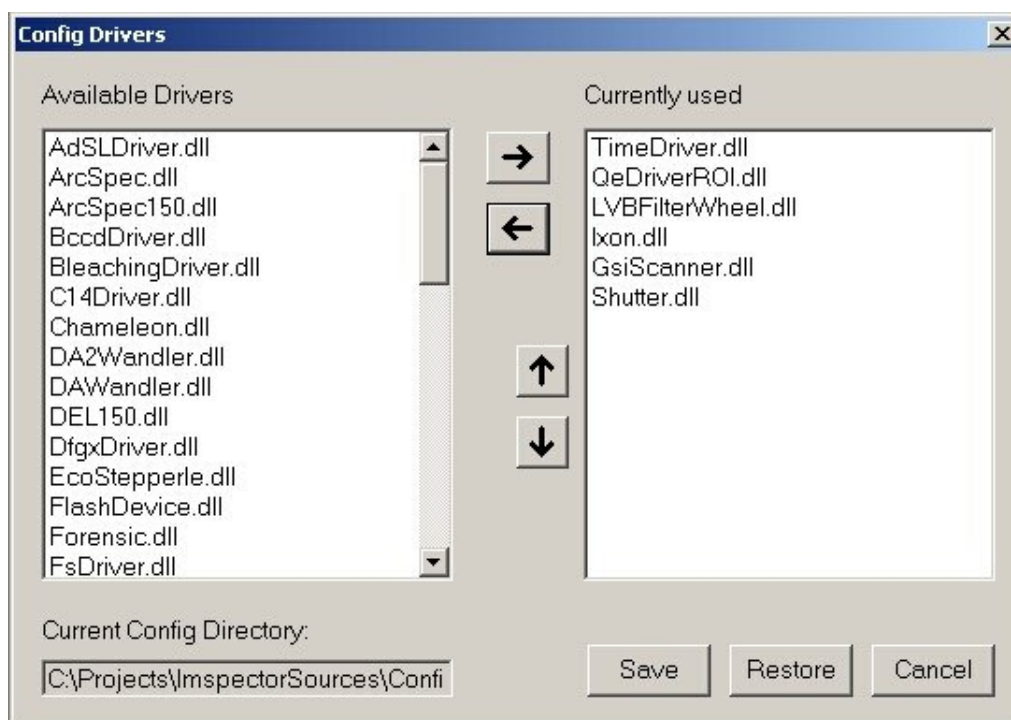 Config Drivers
Available Drivers
AdSLDriver.dll
ArcSpec.dll
ArcSpec150.dll
BccdDriver.dll
BleachingDriver.dll
C14Driver.dll
Chameleon.dll
DA2Wandler.dll
DAWandler.dll
DEL150.dll
DfgxDriver.dll
EcoStepperle.dll
FlashDevice.dll
Forensic.dll
FsDriver.dll
Currently used
TimeDriver.dll
QeDriverROI.dll
LVBFilterWheel.dll
Ixon.dll
GsiScanner.dll
Shutter.dll
Current Config Directory:
C:\Projects\ImspectorSources\Confi
Save
Restore
Cancel